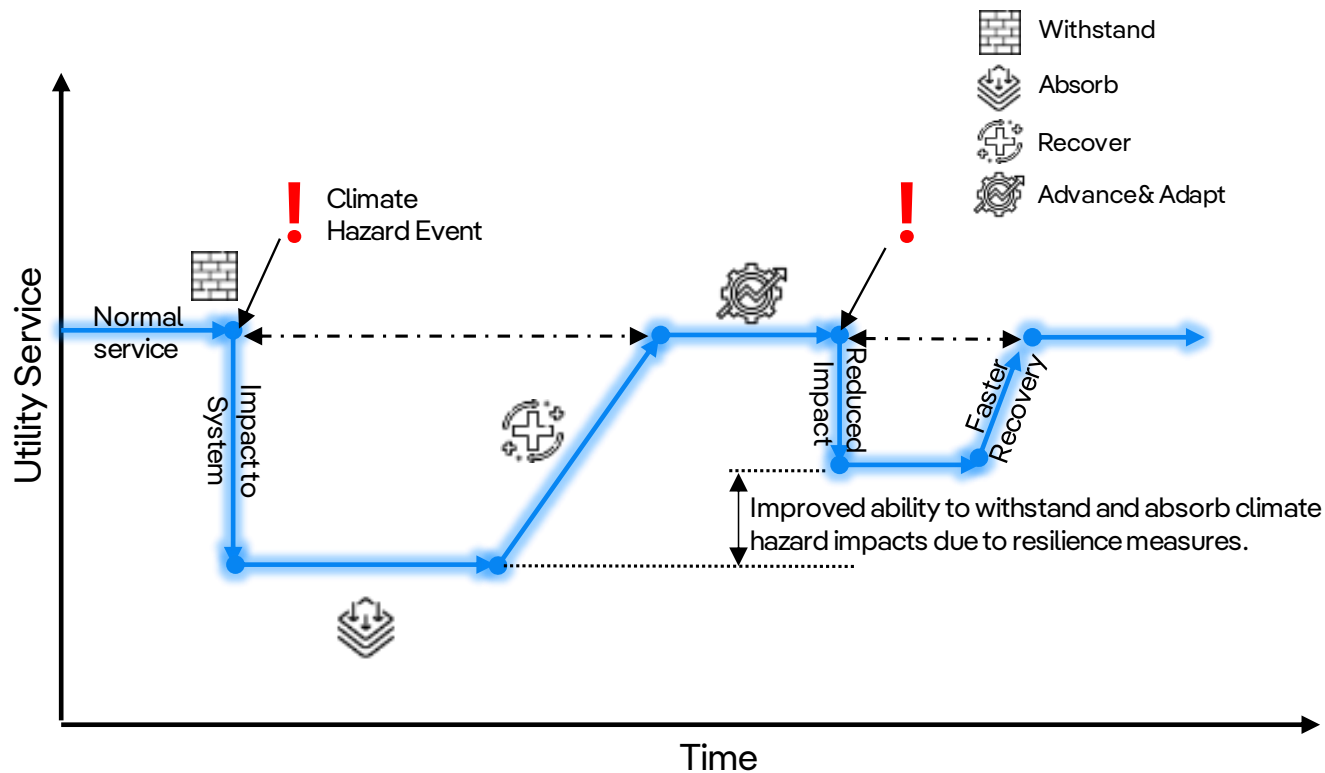 Withstand
Absorb
Recover
Advance& Adapt
Climate
Hazard Event
Utility Service
Normal
service
Impact to
System
Reduced
Impact
Faster
Recovery
Improved ability to withstand and absorb climate
hazard impacts due to resilience measures.
Time